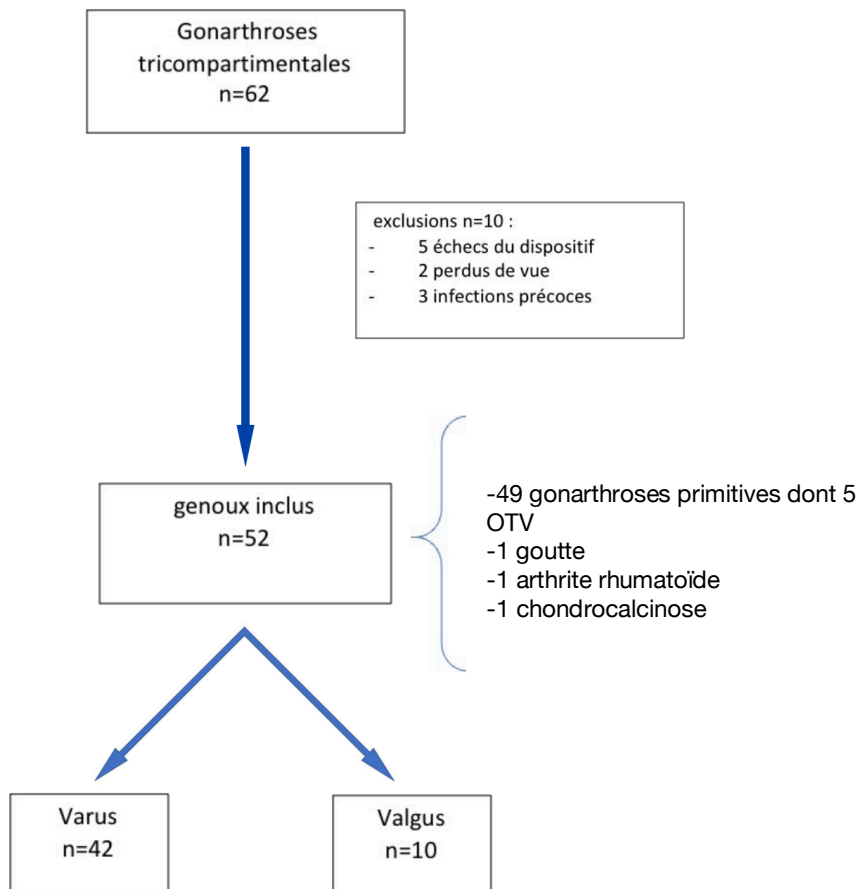 Gonarthroses
tricompartimentales
n=62
exclusions n=10 :
- 5 échecs du dispositif
- 2 perdus de vue
- 3 infections précoces
genoux inclus
n=52
-49 gonarthroses primitives dont 5
OTV
-1 goutte
-1 arthrite rhumatoïde
-1 chondrocalcinose
Varus
n=42
Valgus
n=10